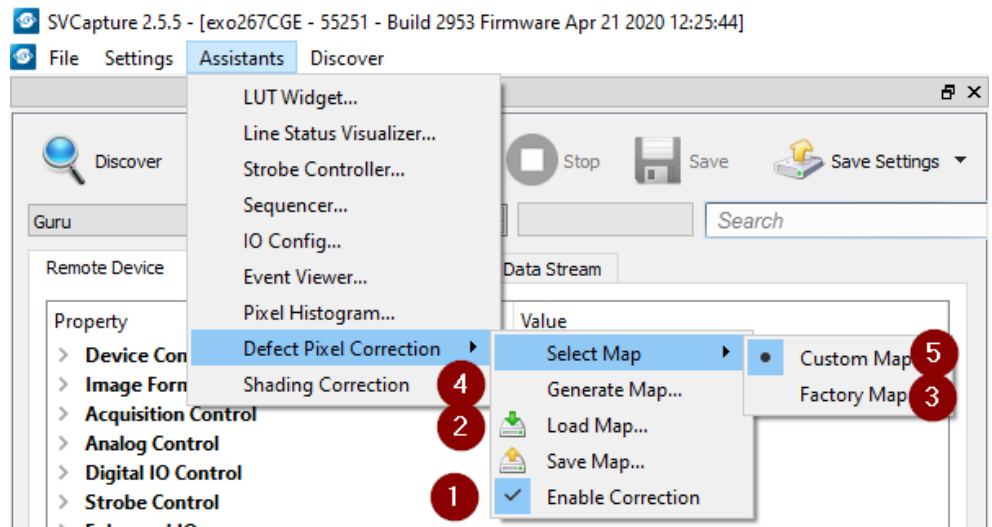 SVCapture 2.5.5 - [exo267CGE - 55251 - Build 2953 Firmware Apr 21 2020 12:25:44]
File Settings Assistants Discover
LUT Widget...
Line Status Visualizer...
Strobe Controller...
Sequencer...
IO Config...
Event Viewer...
Pixel Histogram...
Defect Pixel Correction
Shading Correction
Discover
Stop
Save
Save Settings
Guru
Search
Remote Device
Data Stream
Property
Value
Device Con
Image Form
Acquisition Control
Analog Control
Digital IO Control
Strobe Control
Select Map
4 Generate Map...
2 Load Map...
Save Map...
1 Enable Correction
Custom Map 5
Factory Map 3